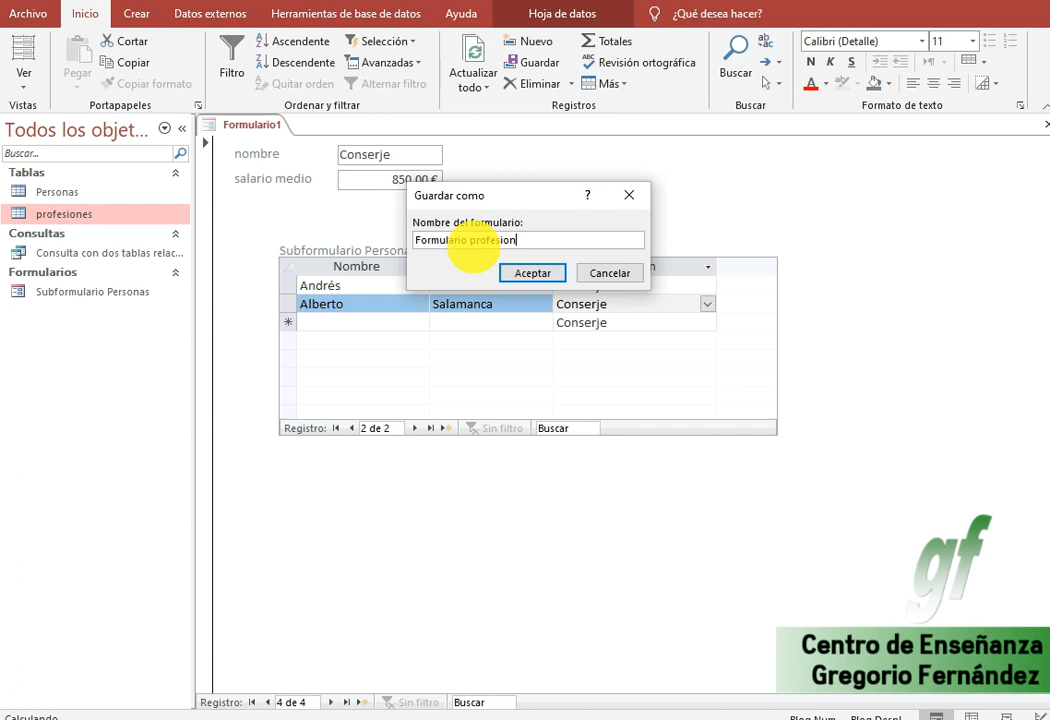 Archivo Inicio Crear Datos externos Herramientas de base de datos Ayuda Hoja de datos ¿Qué desea hacer?
Ver
Vistas
Pegar
Cortar
Copiar
Copiar formato
Portapapeles
Filtro
Ascendente
Descendente
Quitar orden
Selección
Avanzadas
Alternar filtro
Ordenar y filtrar
Actualizar
todo
Nuevo
Guardar
Eliminar
Totales
Revisión ortográfica
Más
Registros
Buscar
Buscar
Calibri (Detalle) 11
N K S
Formato de texto
Todos los objet...
Buscar...
Tablas
Personas
profesiones
Consultas
Consulta con dos tablas relac...
Formularios
Subformulario Personas
Formulario1
nombre Conserje
salario medio 850,00 €
Guardar como ?
Nombre del formulario:
Formulario profesion
Aceptar Cancelar
Subformulario Persona
Nombre
Andrés
Alberto Salamanca Conserje
Conserje
Registro: 2 de 2 Sin filtro Buscar
gf
Centro de Enseñanza
Gregorio Fernández
Registro: 4 de 4 Sin filtro Buscar